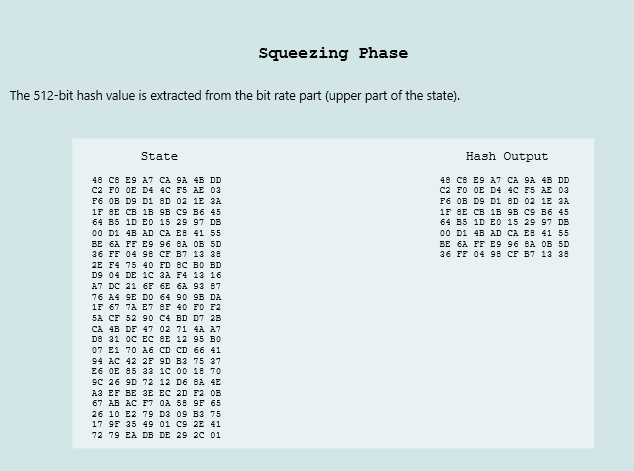 Squeezing Phase
The 512-bit hash value is extracted from the bit rate part (upper part of the state).
State
48 C8 E9 A7 CA 9A 4B DD
C2 F0 0E D4 4C F5 AE 03
F6 0B D9 D1 8D 02 1E 3A
1F 8E CB 1B 9B C9 B6 45
64 B5 1D E0 15 29 97 DB
00 D1 4B AD CA E8 41 55
BE 6A FF E9 96 8A 0B 5D
36 FF 04 98 CF B7 13 38
2E F4 75 40 FD 8C B0 BD
D9 04 DE 1C 3A F4 13 16
A7 DC 21 6F 6E 6A 93 87
76 A4 9E D0 64 90 9B DA
1F 67 7A E7 8F 40 F0 F2
5A CF 52 90 C4 BD D7 2B
CA 4B DF 47 02 71 4A A7
D8 31 0C EC 8E 12 95 B0
07 E1 70 A6 CD CD 66 41
94 AC 42 2F 9D B3 75 37
E6 0E 85 33 1C 00 18 70
9C 26 9D 72 12 D6 8A 4E
A3 EF BE 3E EC 2D F2 0B
67 AB AC F7 0A 58 9F 65
26 10 E2 79 D3 09 B3 75
17 9F 35 49 01 C9 2E 41
72 79 EA DB DE 29 2C 01
Hash Output
48 C8 E9 A7 CA 9A 4B DD
C2 F0 0E D4 4C F5 AE 03
F6 0B D9 D1 8D 02 1E 3A
1F 8E CB 1B 9B C9 B6 45
64 B5 1D E0 15 29 97 DB
00 D1 4B AD CA E8 41 55
BE 6A FF E9 96 8A 0B 5D
36 FF 04 98 CF B7 13 38